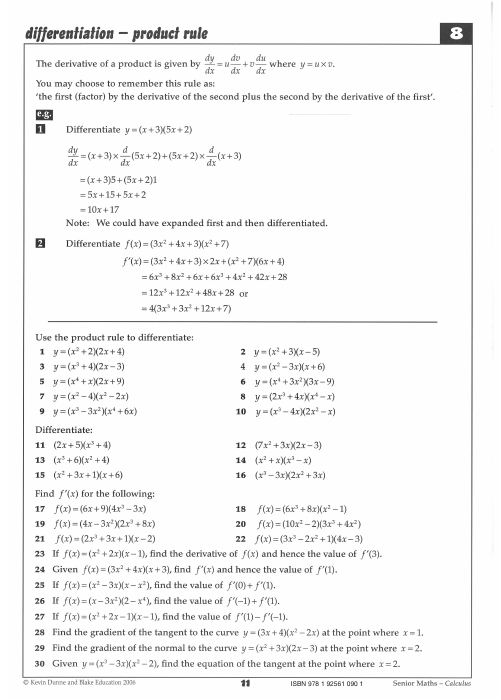 differentiation – product rule
8
The derivative of a product is given by dy/dx = u dv/dx + v du/dx where y = u × v.
You may choose to remember this rule as:
'the first (factor) by the derivative of the second plus the second by the derivative of the first'.
e.g.
1 Differentiate y = (x + 3)(5x + 2)
dy/dx = (x + 3) × d/dx (5x + 2) + (5x + 2) × d/dx (x + 3)
= (x + 3)5 + (5x + 2)1
= 5x + 15 + 5x + 2
= 10x + 17
Note: We could have expanded first and then differentiated.
2 Differentiate f(x) = (3x² + 4x + 3)(x² + 7)
f′(x) = (3x² + 4x + 3) × 2x + (x² + 7)(6x + 4)
= 6x³ + 8x² + 6x + 6x³ + 4x² + 42x + 28
= 12x³ + 12x² + 48x + 28 or
= 4(3x³ + 3x² + 12x + 7)
Use the product rule to differentiate:
1 y = (x² + 2)(2x + 4)
2 y = (x² + 3)(x – 5)
3 y = (x³ + 4)(2x – 3)
4 y = (x² – 3x)(x + 6)
5 y = (x⁴ + x)(2x + 9)
6 y = (x⁴ + 3x²)(3x – 9)
7 y = (x² – 4)(x² – 2x)
8 y = (2x³ + 4x)(x⁴ – x)
9 y = (x³ – 3x²)(x⁴ + 6x)
10 y = (x⁵ – 4x)(2x² – x)
Differentiate:
11 (2x + 5)(x³ + 4)
12 (7x² + 3x)(2x – 3)
13 (x³ + 6)(x² + 4)
14 (x² + x)(x³ – x)
15 (x² + 3x + 1)(x + 6)
16 (x³ – 3x)(2x² + 3x)
Find f′(x) for the following:
17 f(x) = (6x + 9)(4x³ – 3x)
18 f(x) = (6x³ + 8x)(x² – 1)
19 f(x) = (4x – 3x²)(2x³ + 8x)
20 f(x) = (10x² – 2)(3x³ + 4x²)
21 f(x) = (2x³ + 3x + 1)(x – 2)
22 f(x) = (3x³ – 2x² + 1)(4x – 3)
23 If f(x) = (x² + 2x)(x – 1), find the derivative of f(x) and hence the value of f′(3).
24 Given f(x) = (3x² + 4x)(x + 3), find f′(x) and hence the value of f′(1).
25 If f(x) = (x² – 3x)(x – x²), find the value of f′(0) + f′(1).
26 If f(x) = (x – 3x²)(2 – x⁴), find the value of f′(–1) + f′(1).
27 If f(x) = (x² + 2x – 1)(x – 1), find the value of f′(1) – f′(–1).
28 Find the gradient of the tangent to the curve y = (3x + 4)(x² – 2x) at the point where x = 1.
29 Find the gradient of the normal to the curve y = (x² + 3x)(2x – 3) at the point where x = 2.
30 Given y = (x³ – 3x)(x² – 2), find the equation of the tangent at the point where x = 2.
© Kevin Dunne and Blake Education 2006
11
ISBN 978 1 92561 090 1
Senior Maths – Calculus